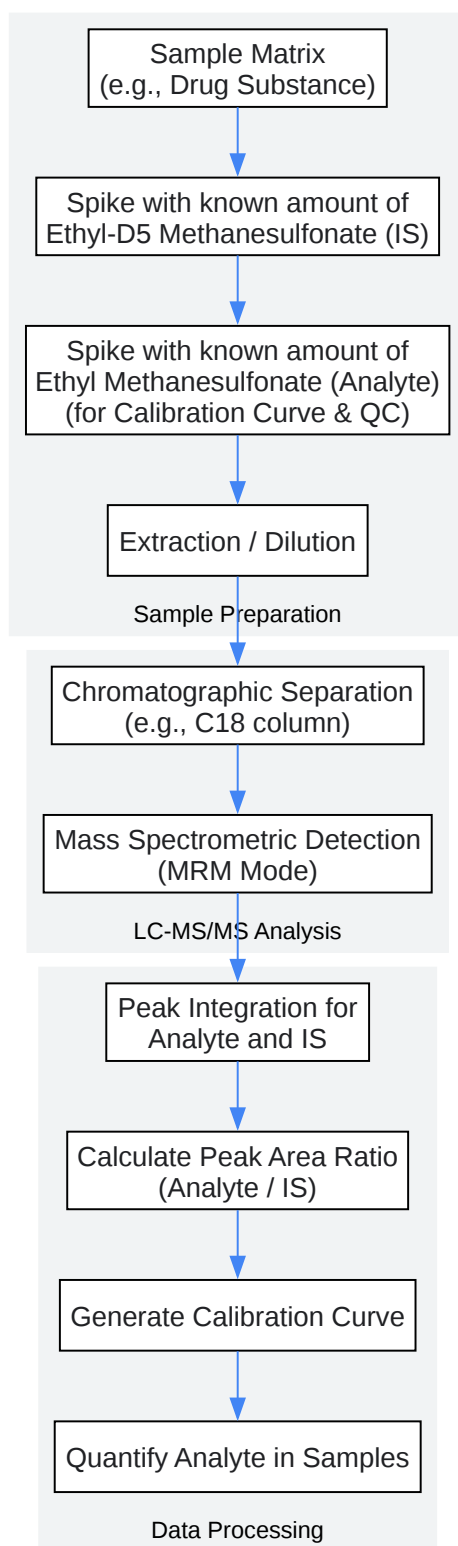 Sample Matrix
(e.g., Drug Substance)
Spike with known amount of
Ethyl-D5 Methanesulfonate (IS)
Spike with known amount of
Ethyl Methanesulfonate (Analyte)
(for Calibration Curve & QC)
Extraction / Dilution
Sample Preparation
Chromatographic Separation
(e.g., C18 column)
Mass Spectrometric Detection
(MRM Mode)
LC-MS/MS Analysis
Peak Integration for
Analyte and IS
Calculate Peak Area Ratio
(Analyte / IS)
Generate Calibration Curve
Quantify Analyte in Samples
Data Processing